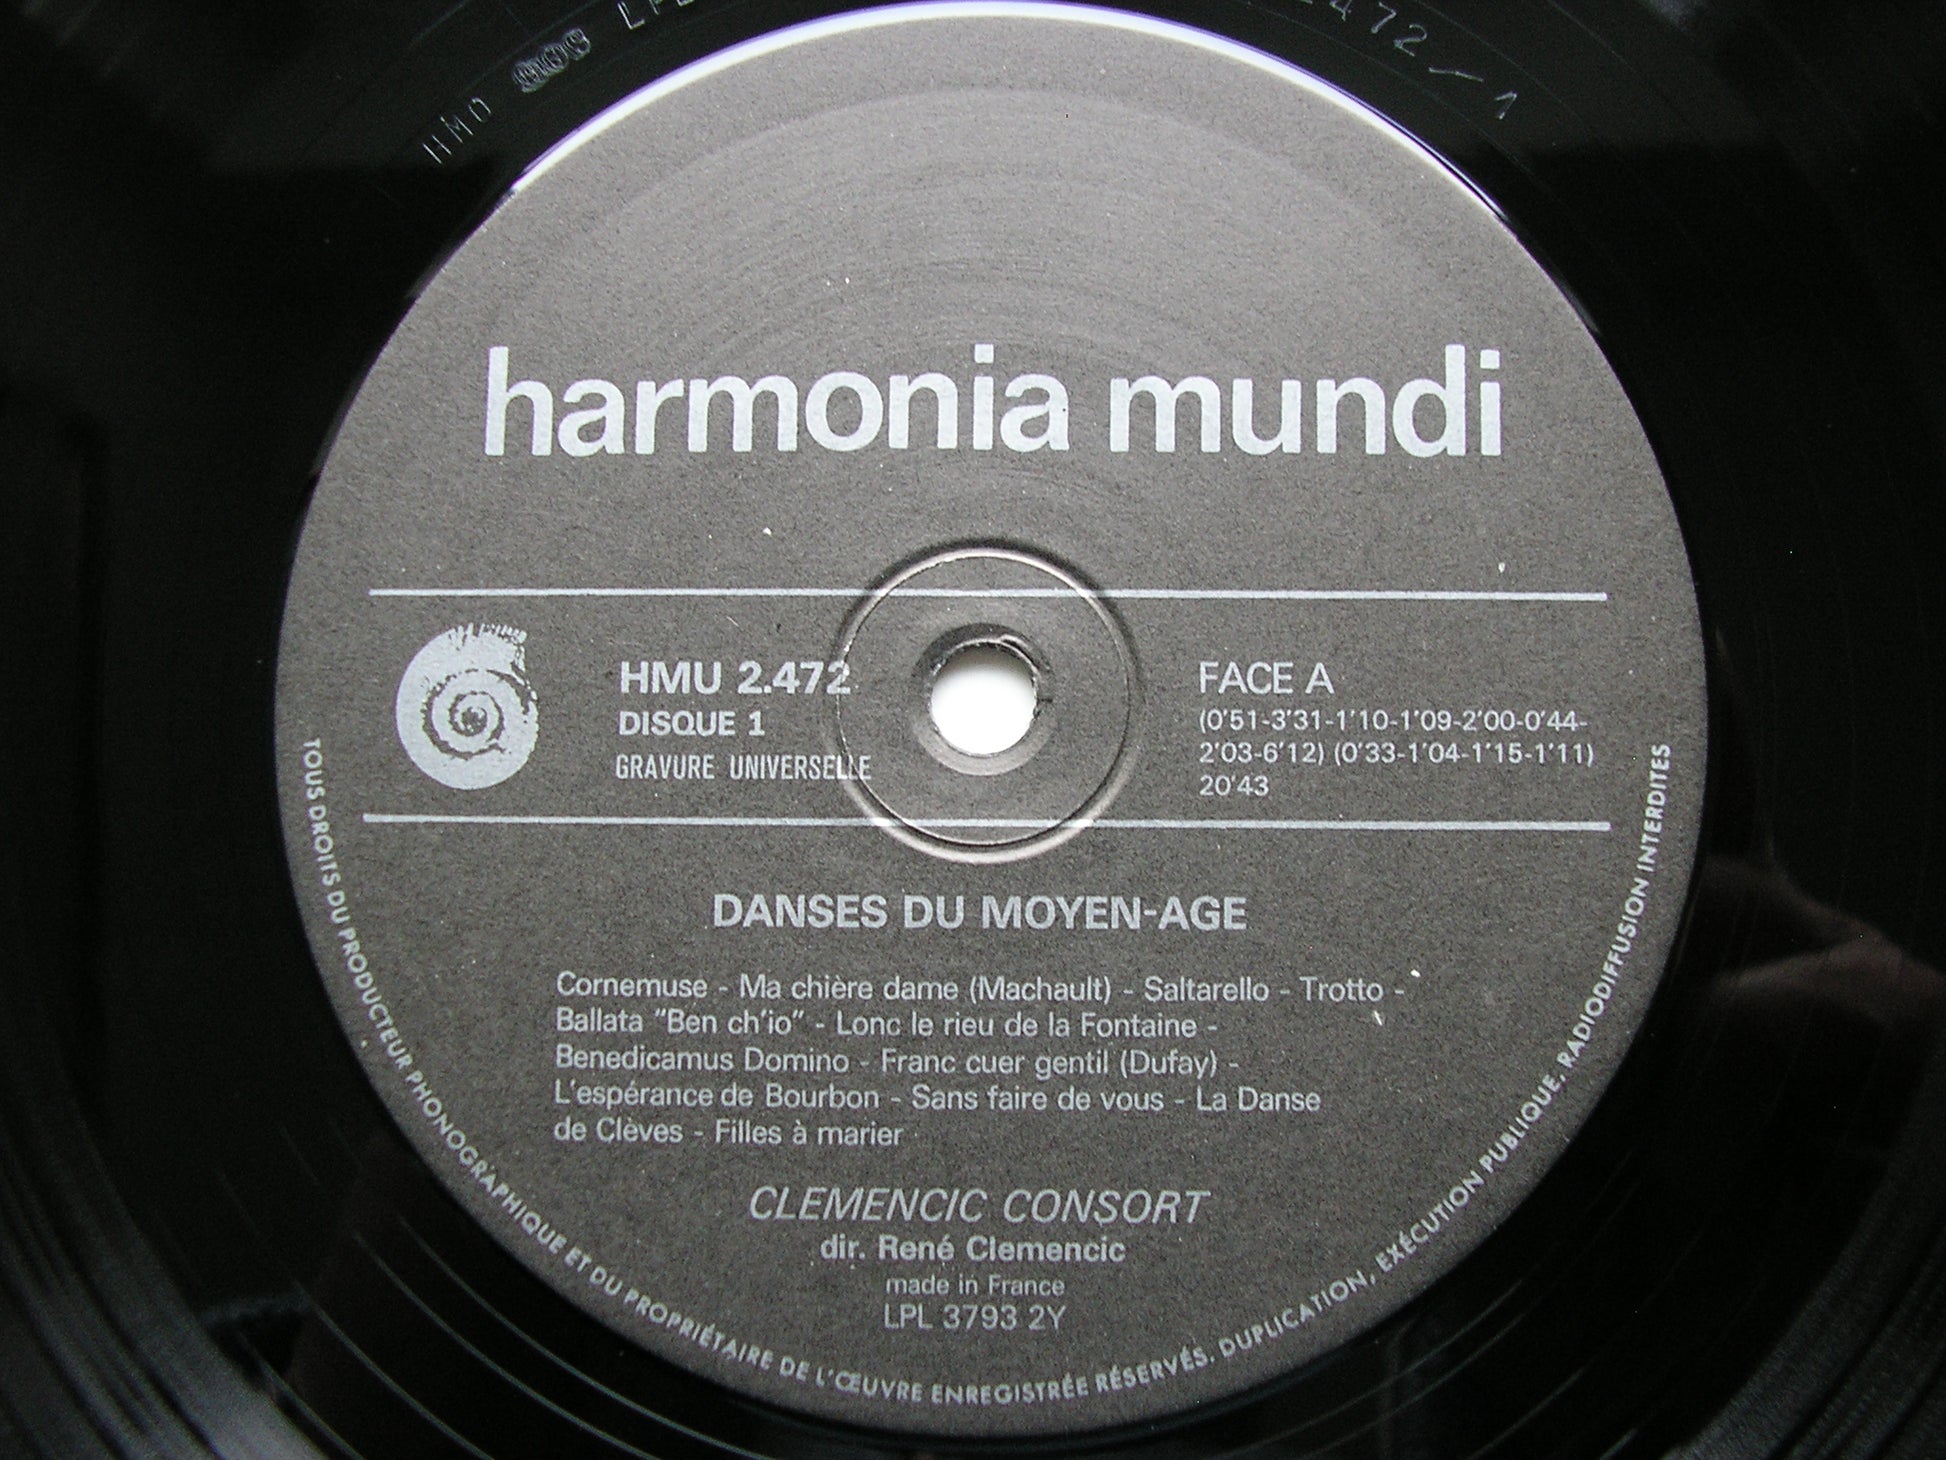 HMO
2472/1
harmonia mundi
HMU 2.472
DISQUE 1
GRAVURE UNIVERSELLE
FACE A
(0'51-3'31-1'10-1'09-2'00-0'44-
2'03-6'12) (0'33-1'04-1'15-1'11)
20'43
DANSES DU MOYEN-AGE
Cornemuse - Ma chière dame (Machault) - Saltarello - Trotto -
Ballata "Ben ch'io" - Lonc le rieu de la Fontaine -
Benedicamus Domino - Franc cuer gentil (Dufay) -
L'espérance de Bourbon - Sans faire de vous - La Danse
de Clèves - Filles à marier
CLEMENCIC CONSORT
dir. René Clemencic
made in France
LPL 3793 2Y
TOUS DROITS DU PRODUCTEUR PHONOGRAPHIQUE ET DU PROPRIÉTAIRE DE L'ŒUVRE ENREGISTRÉE RÉSERVÉS. DUPLICATION, EXÉCUTION PUBLIQUE, RADIODIFFUSION INTERDITES